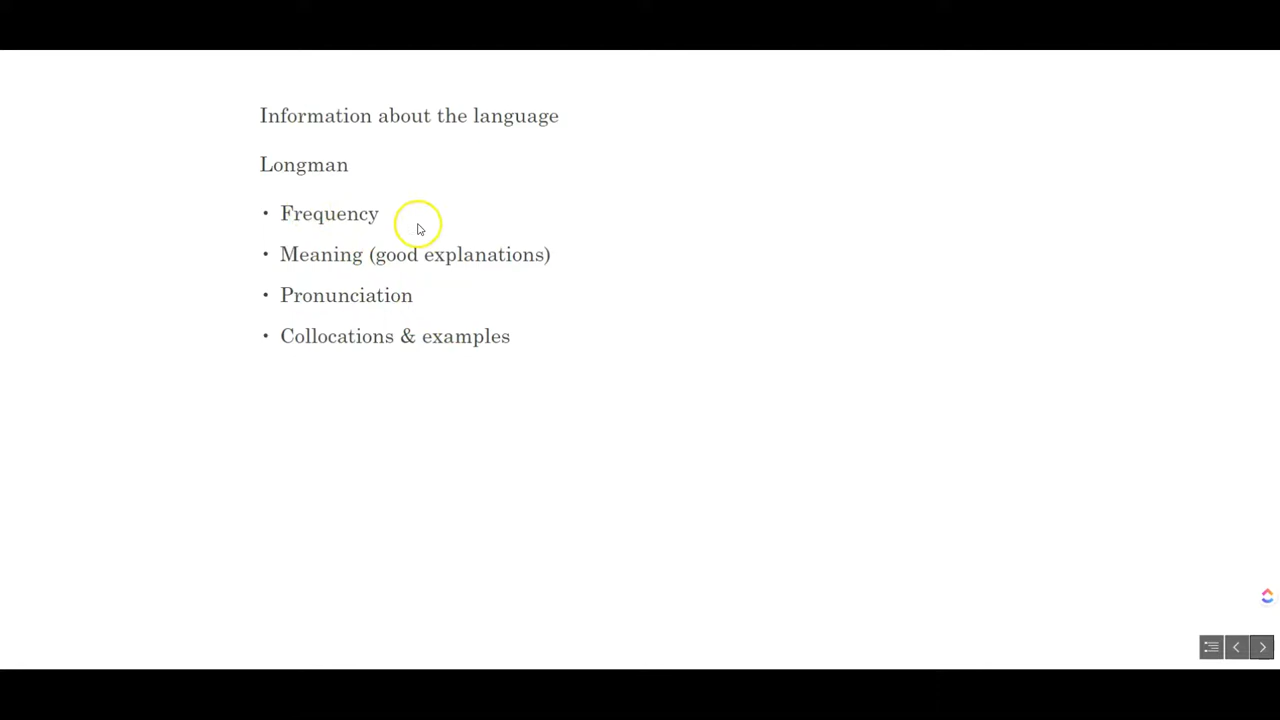 Information about the language
Longman
• Frequency
• Meaning (good explanations)
• Pronunciation
• Collocations & examples